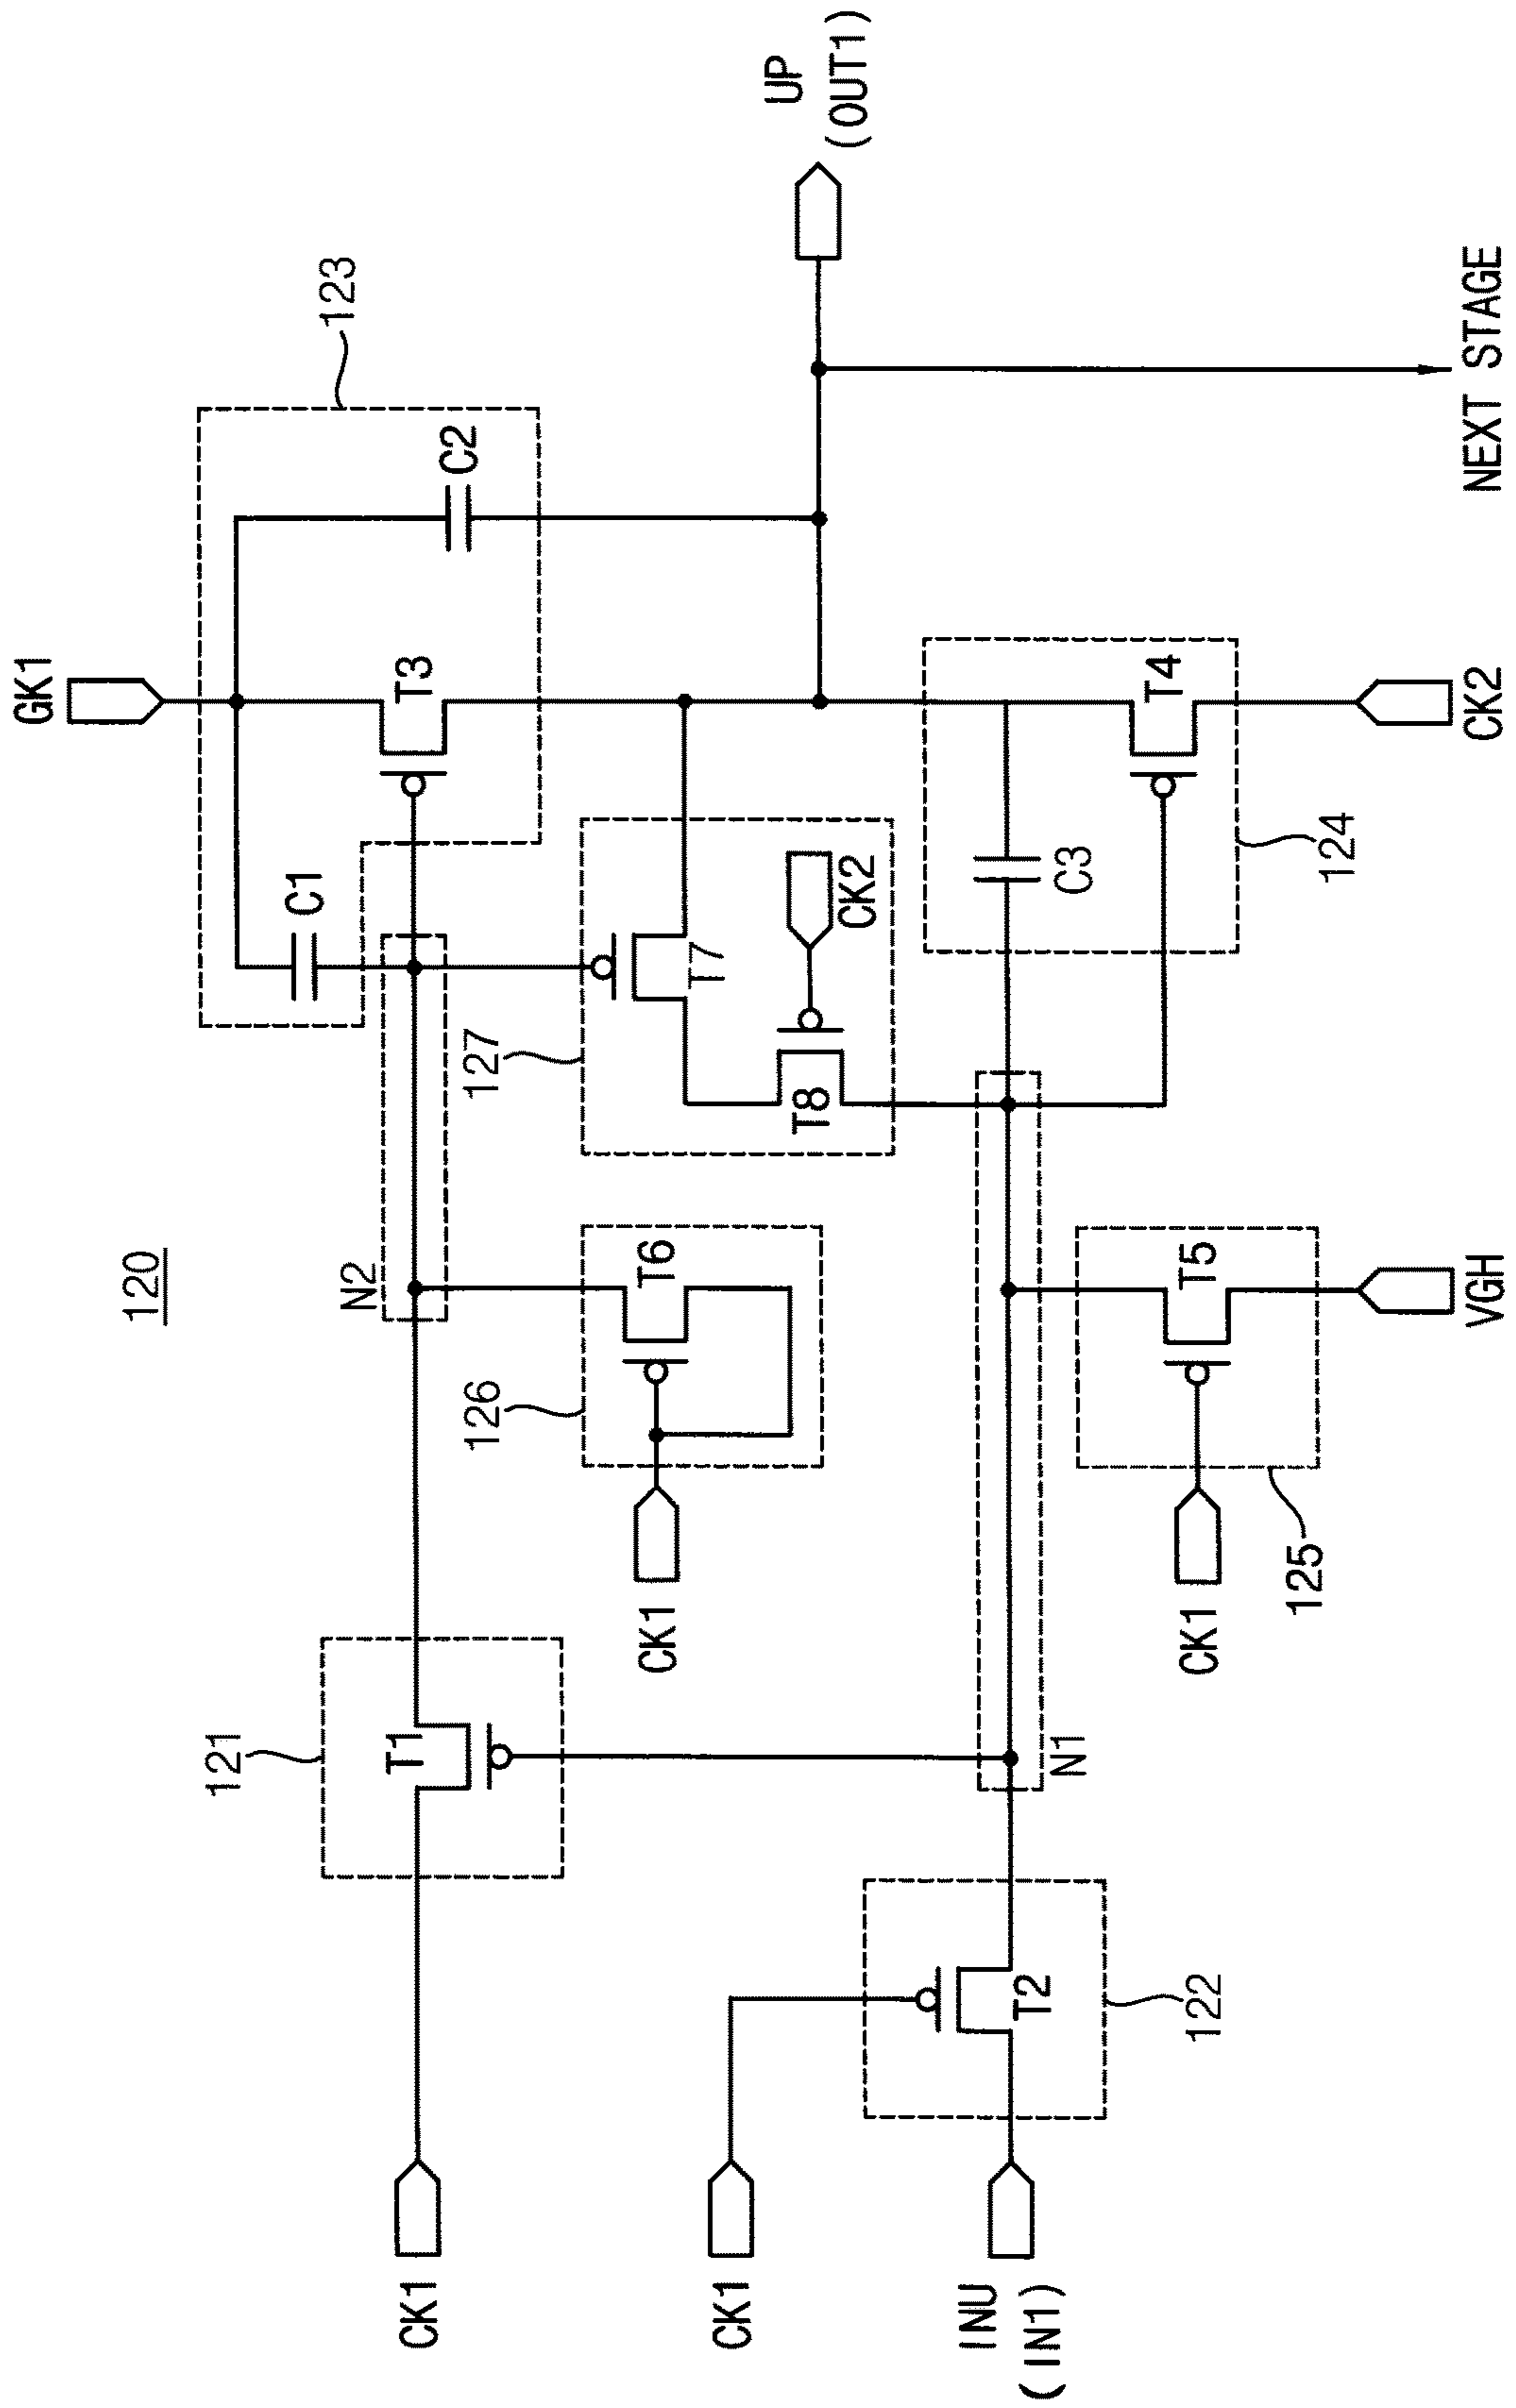 120
GK1
123
C1
C2
T3
N2
121
T1
CK1
126
T6
CK1
127
T7
T8
CK2
UP
(OUT1)
CK1
122
T2
INU
(IN1)
N1
C3
T4
124
CK2
125
T5
CK1
VGH
NEXT STAGE